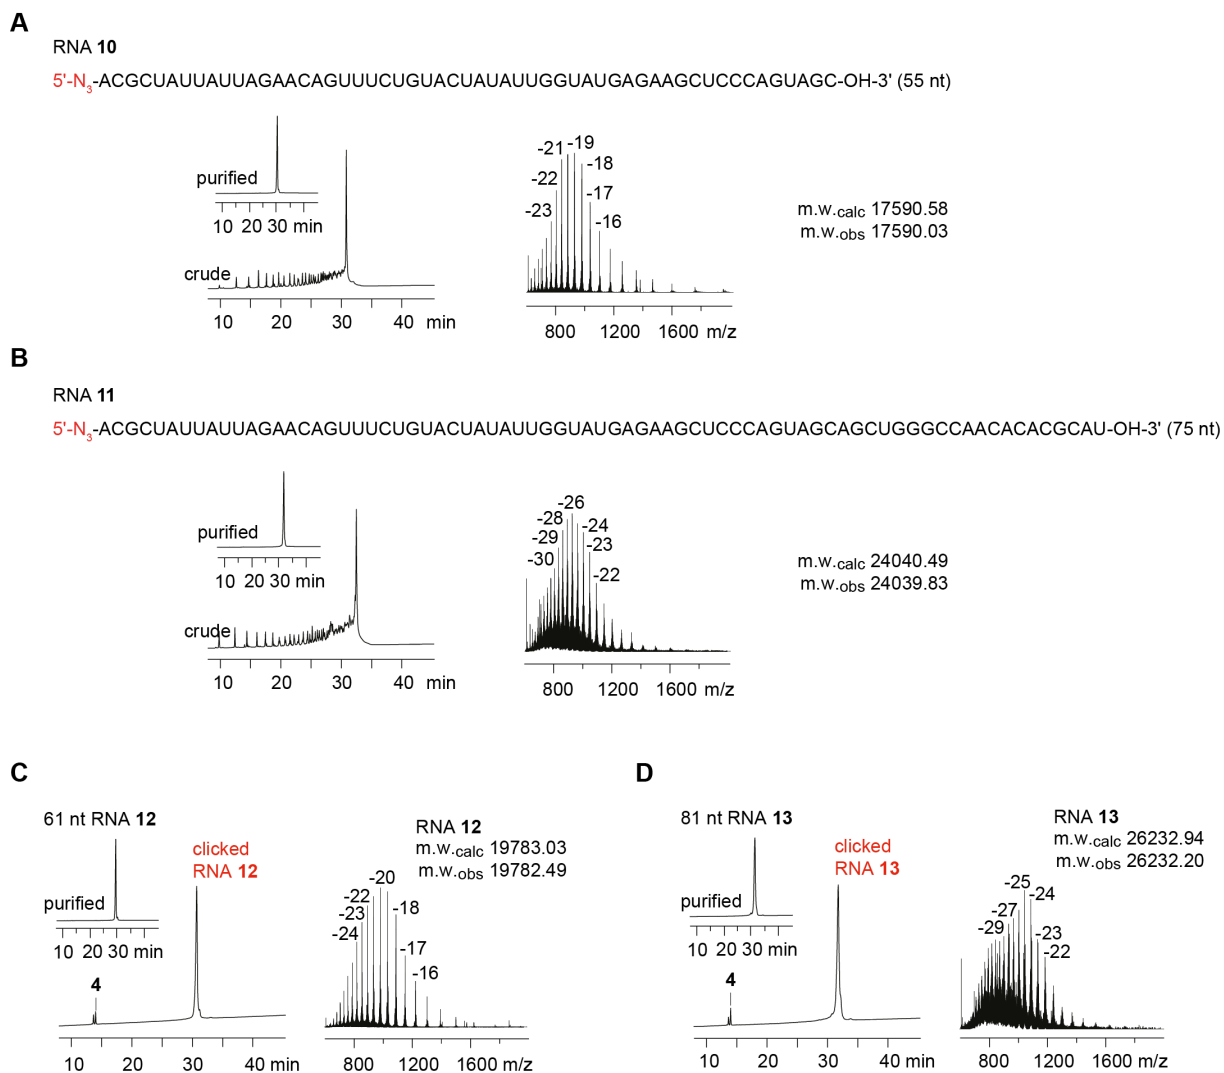 A
RNA 10
5'-N3-ACGCUAUUAUUAGAACAGUUUCUGUACUAUAUUGGUAUGAGAAGCUCCCAGUAGC-OH-3' (55 nt)
purified
10 20 30 min
crude
10 20 30 40 min
-21 -19
-22 -18
-23 -17
-16
800 1200 1600 m/z
m.w.calc 17590.58
m.w.obs 17590.03
B
RNA 11
5'-N3-ACGCUAUUAUUAGAACAGUUUCUGUACUAUAUUGGUAUGAGAAGCUCCCAGUAGCAGCUGGGCCAACACACGCAU-OH-3' (75 nt)
purified
10 20 30 min
crude
10 20 30 40 min
-26
-28 -24
-29 -23
-30 -22
800 1200 1600 m/z
m.w.calc 24040.49
m.w.obs 24039.83
C
61 nt RNA 12
purified
10 20 30 min
clicked
RNA 12
4
10 20 30 40 min
RNA 12
m.w.calc 19783.03
m.w.obs 19782.49
-20
-22
-23 -18
-24 -17
-16
800 1200 1600 m/z
D
81 nt RNA 13
purified
10 20 30 min
clicked
RNA 13
4
10 20 30 40 min
RNA 13
m.w.calc 26232.94
m.w.obs 26232.20
-25
-27 -24
-29 -23
-22
800 1200 1600 m/z